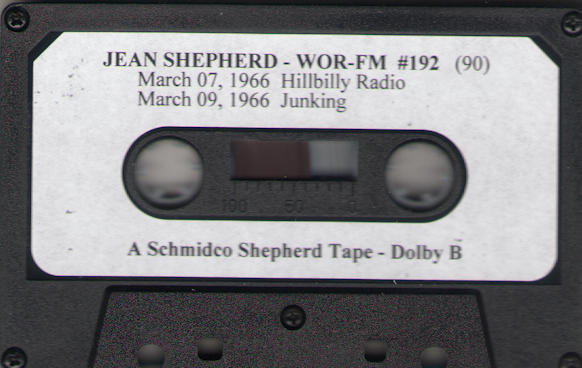 JEAN SHEPHERD - WOR-FM #192 (90)
March 07, 1966 Hillbilly Radio
March 09, 1966 Junking
100 50 0
A Schmidco Shepherd Tape - Dolby B